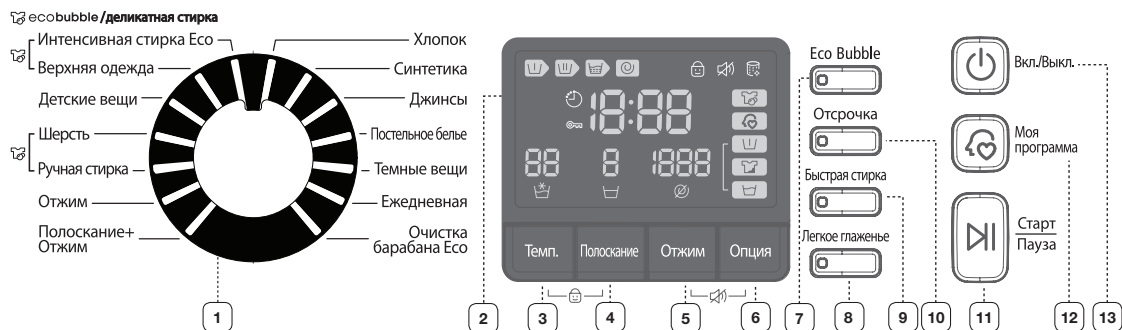 ecobubble/деликатная стирка
Интенсивная стирка Eco
Верхняя одежда
Детские вещи
Шерсть
Ручная стирка
Отжим
Полоскание+
Отжим
Хлопок
Синтетика
Джинсы
Постельное белье
Темные вещи
Ежедневная
Очистка
барабана Eco
18:88
88
8
1888
Темп.
Полоскание
Отжим
Опция
Eco Bubble
Отсрочка
Быстрая стирка
Легкое глаженье
Вкл./Выкл.
Моя
программа
Старт
Пауза
1
2
3
4
5
6
7
8
9
10
11
12
13